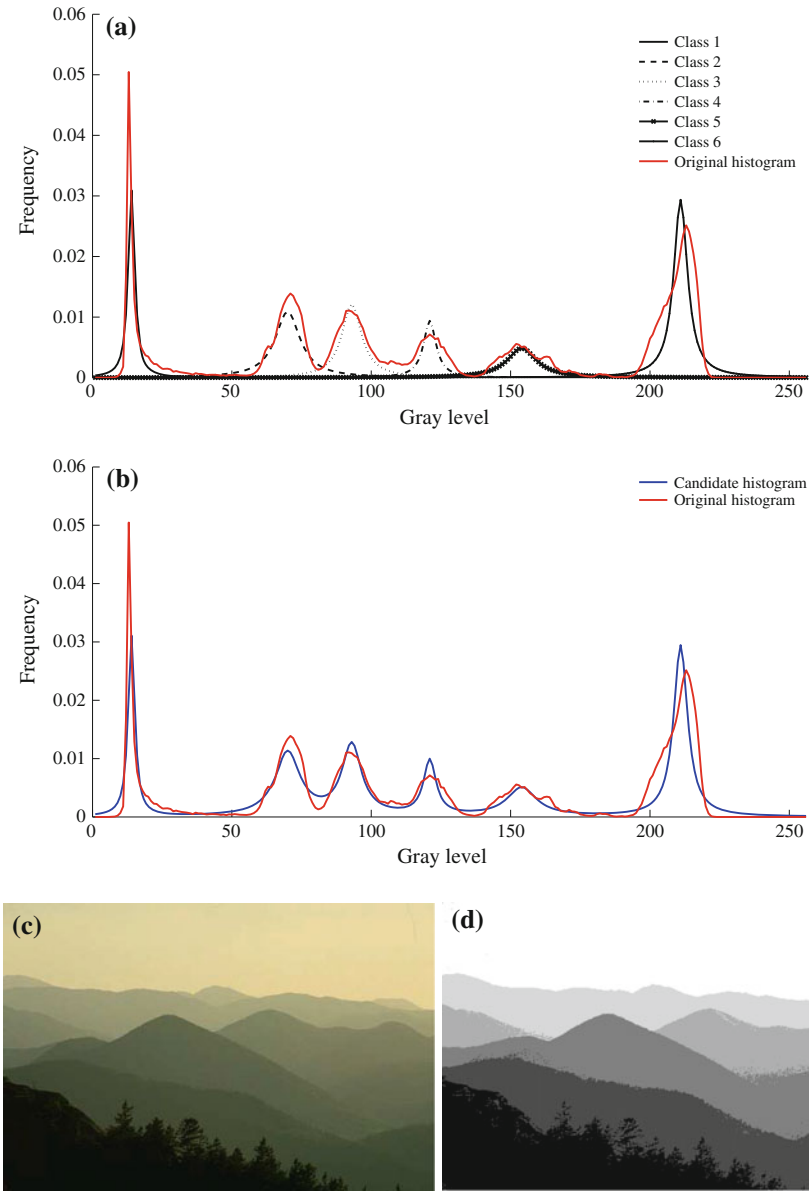 (a)
0.06
0.05
0.04
0.03
0.02
0.01
0
Frequency
Class 1
Class 2
Class 3
Class 4
Class 5
Class 6
Original histogram
0 50 100 150 200 250
Gray level
(b)
0.06
0.05
0.04
0.03
0.02
0.01
0
Frequency
Candidate histogram
Original histogram
0 50 100 150 200 250
Gray level
(c)
(d)